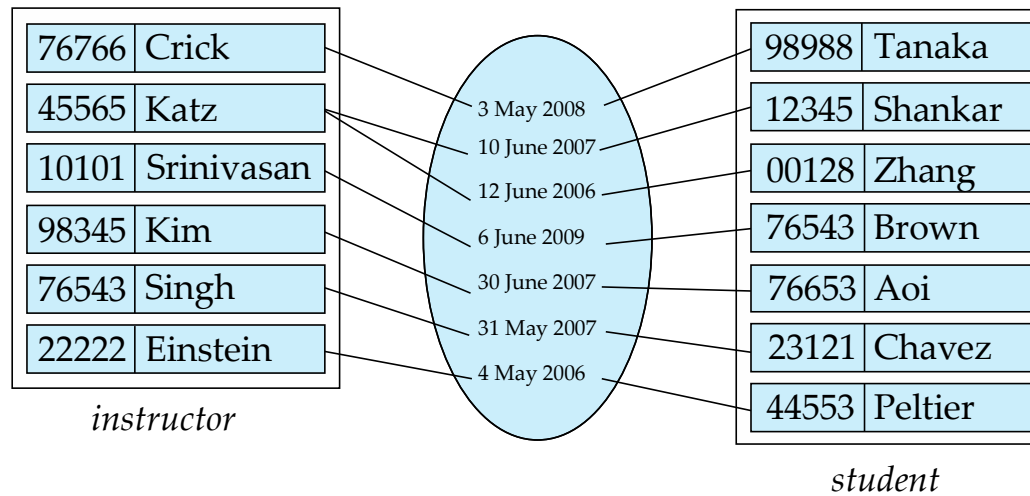 76766 Crick
45565 Katz
10101 Srinivasan
98345 Kim
76543 Singh
22222 Einstein
instructor
3 May 2008
10 June 2007
12 June 2006
6 June 2009
30 June 2007
31 May 2007
4 May 2006
98988 Tanaka
12345 Shankar
00128 Zhang
76543 Brown
76653 Aoi
23121 Chavez
44553 Peltier
student